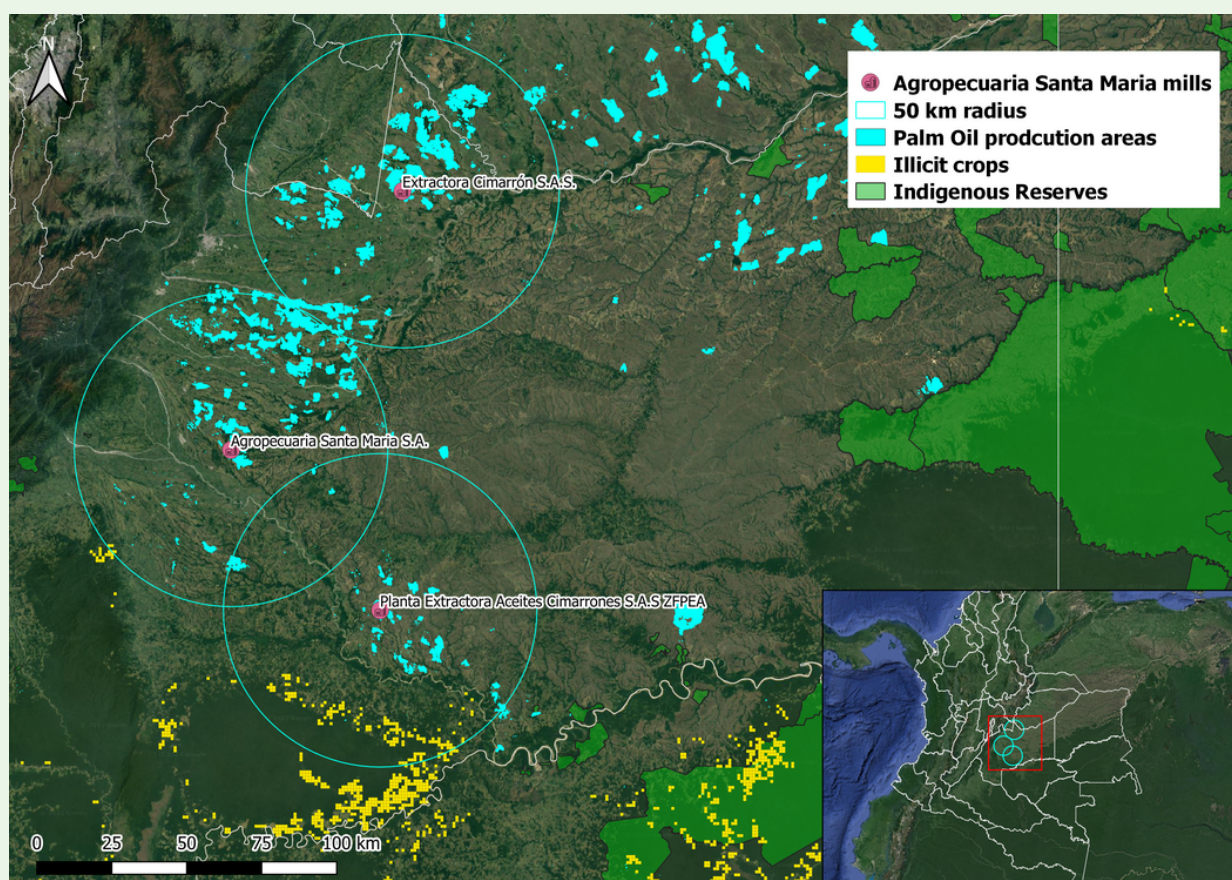 N
Agropecuaria Santa Maria mills
50 km radius
Palm Oil prodcution areas
Illicit crops
Indigenous Reserves
Extractora Cimarrón S.A.S.
Agropecuaria Santa Maria S.A.
Planta Extractora Aceites Cimarrones S.A.S ZFPEA
0 25 50 75 100 km